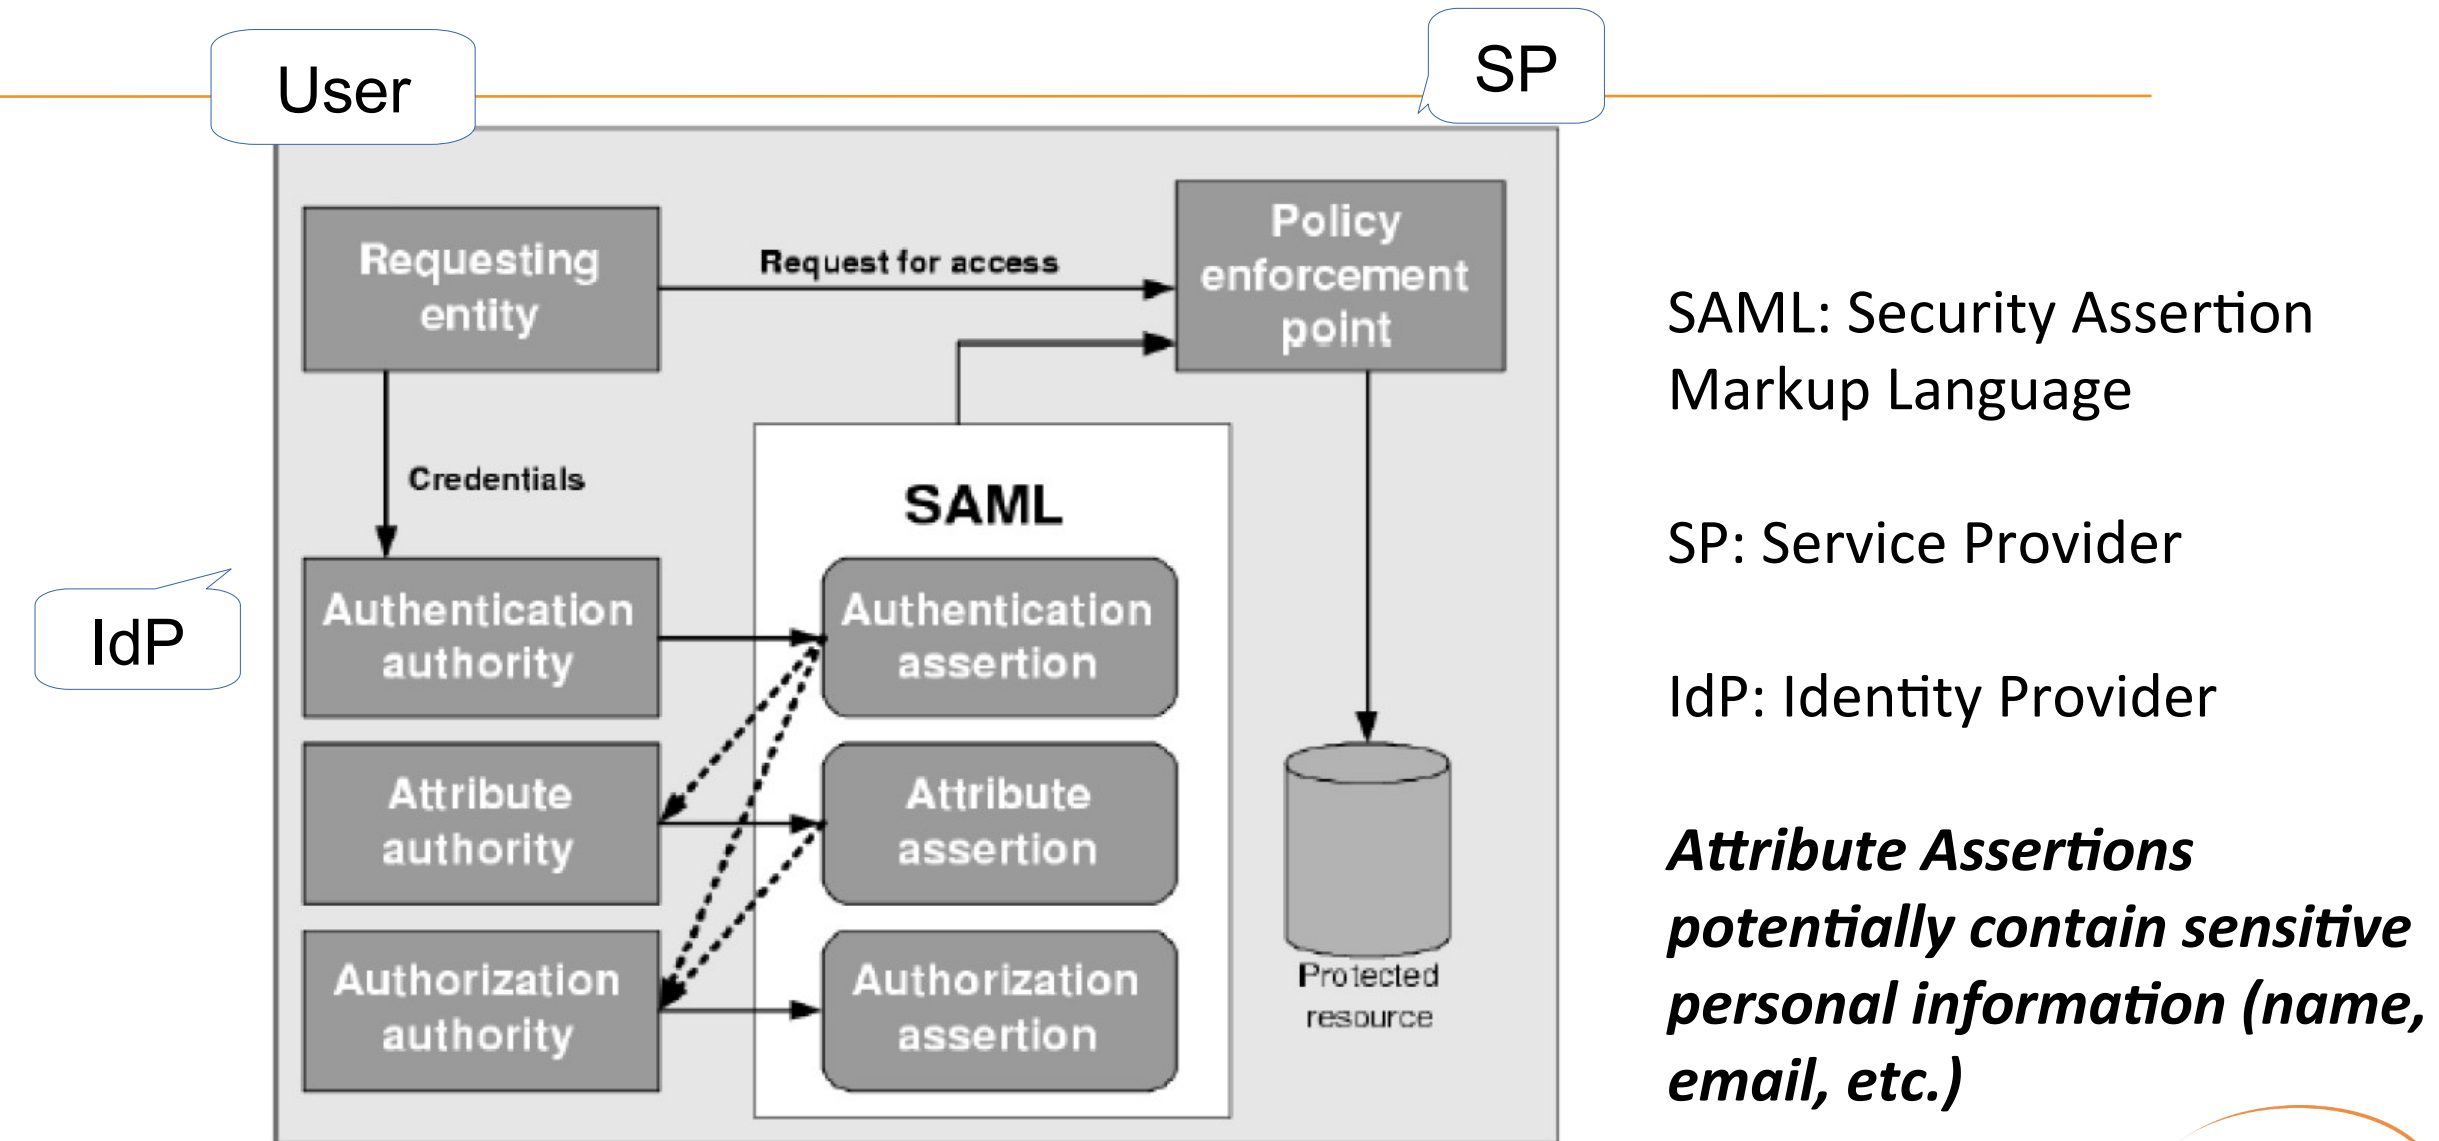 User
SP
Requesting
entity
Request for access
Policy
enforcement
point
Credentials
SAML
IdP
Authentication
authority
Authentication
assertion
Attribute
authority
Attribute
assertion
Authorization
authority
Authorization
assertion
Protected
resource
SAML: Security Assertion
Markup Language
SP: Service Provider
IdP: Identity Provider
Attribute Assertions
potentially contain sensitive
personal information (name,
email, etc.)